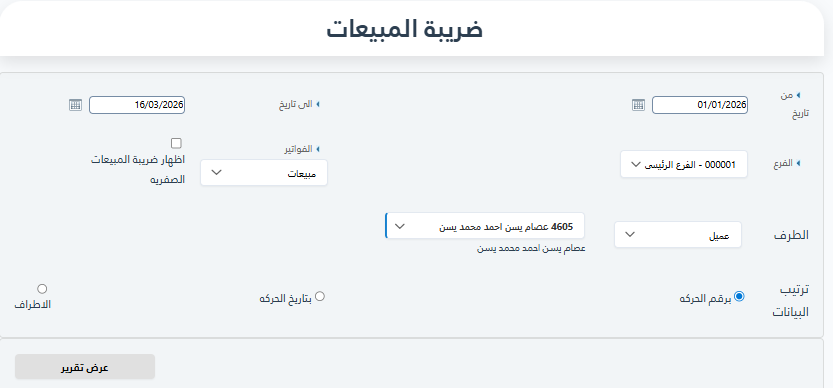 ضريبة المبيعات
من
تاريخ
01/01/2026
الى تاريخ
16/03/2026
الفرع
000001 - الفرع الرئيسى
الفواتير
مبيعات
اظهار ضريبة المبيعات
الصفريه
الطرف
عميل
4605 عصام يسن احمد محمد يسن
عصام يسن احمد محمد يسن
ترتيب
البيانات
برقم الحركه
بتاريخ الحركه
الاطراف
عرض تقرير